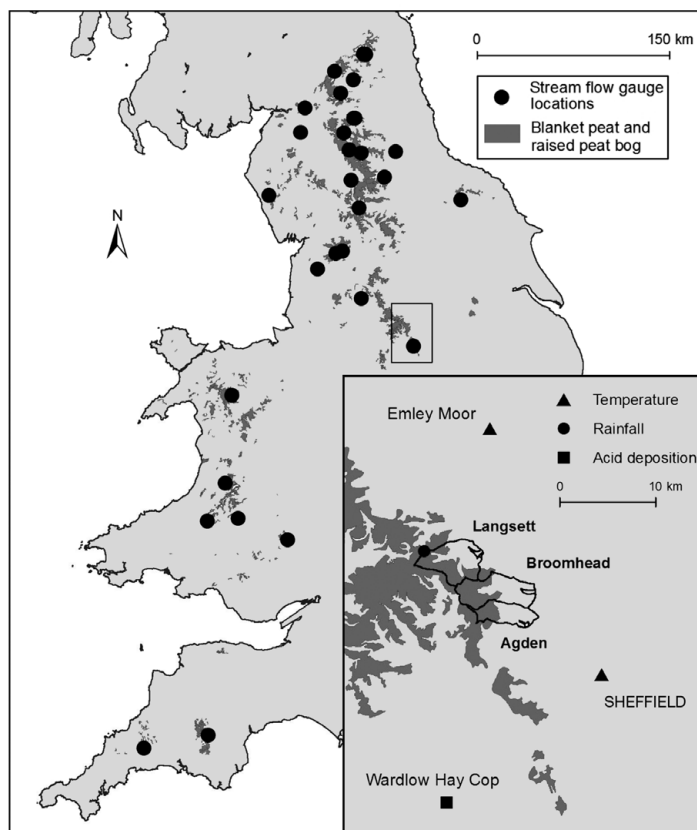 0 150 km
Stream flow gauge
locations
Blanket peat and
raised peat bog
N
Temperature
Emley Moor
Rainfall
Acid deposition
0 10 km
Langsett
Broomhead
Agden
SHEFFIELD
Wardlow Hay Cop